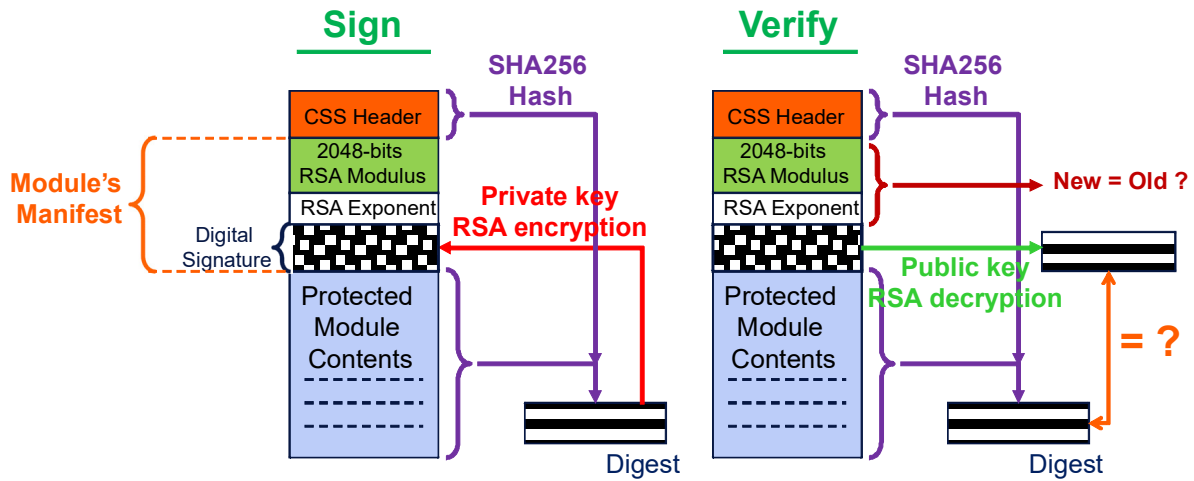 Sign
SHA256
Hash
CSS Header
2048-bits
RSA Modulus
RSA Exponent
Module's
Manifest
Digital
Signature
Private key
RSA encryption
Protected
Module
Contents
Digest
Verify
SHA256
Hash
CSS Header
2048-bits
RSA Modulus
RSA Exponent
New = Old ?
Public key
RSA decryption
Protected
Module
Contents
= ?
Digest